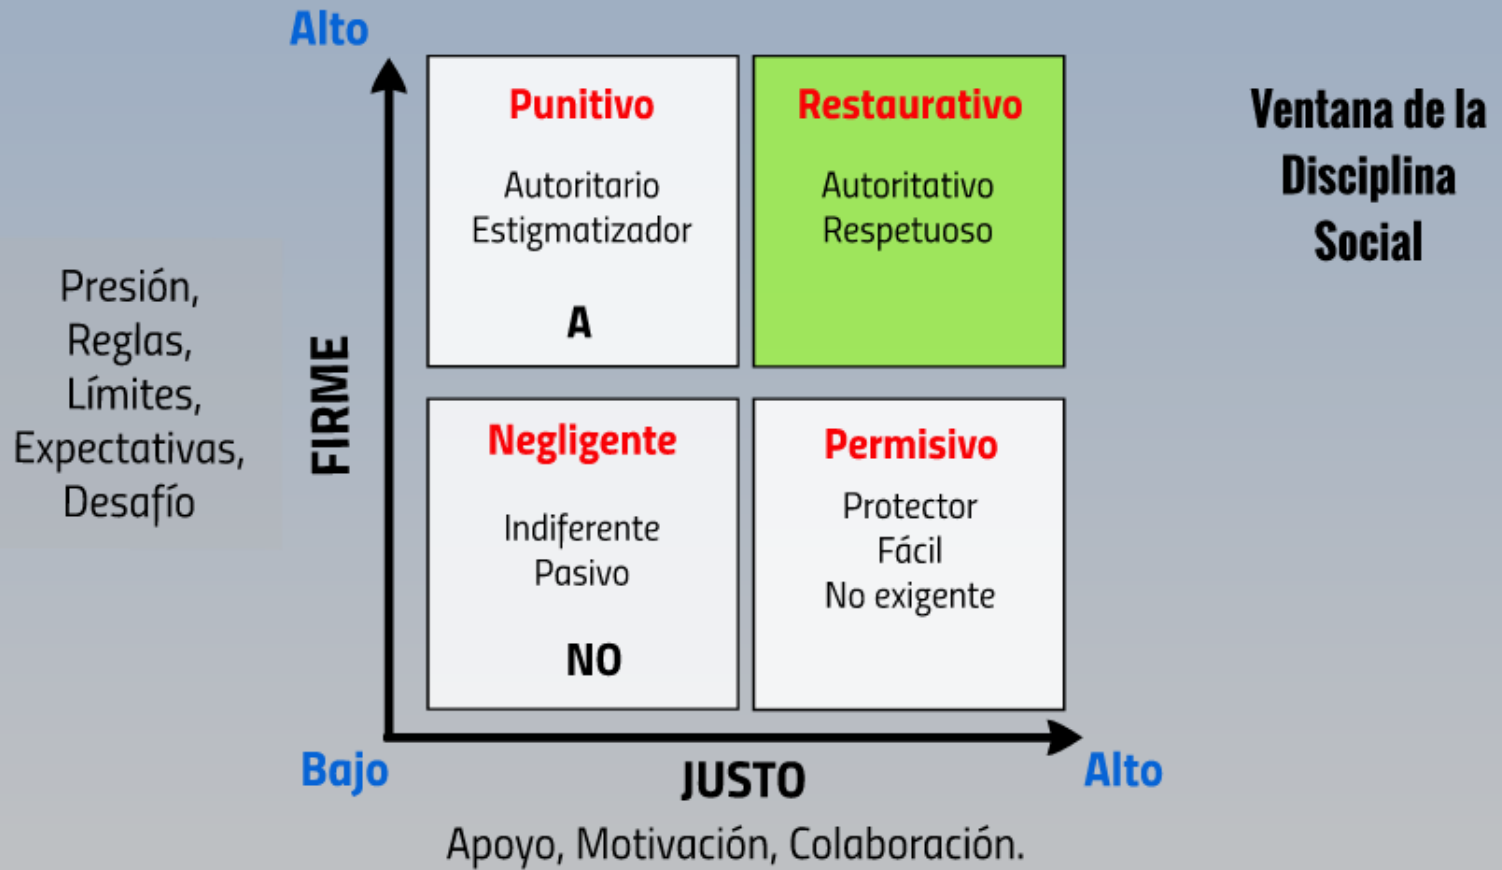 Alto
Punitivo
Autoritario
Estigmatizador
A
Restaurativo
Autoritativo
Respetuoso
Ventana de la
Disciplina
Social
Presión,
Reglas,
Límites,
Expectativas,
Desafío
FIRME
Negligente
Indiferente
Pasivo
NO
Permisivo
Protector
Fácil
No exigente
Bajo
JUSTO
Alto
Apoyo, Motivación, Colaboración.